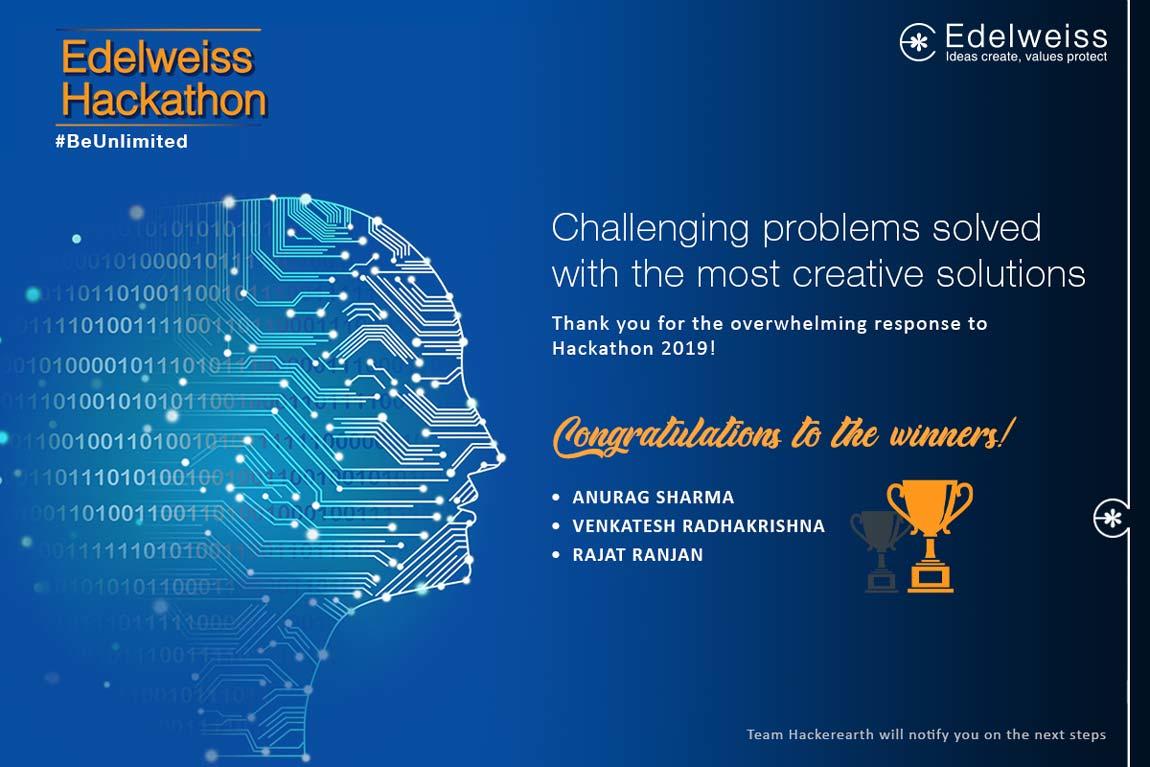 Edelweiss
Hackathon
#BeUnlimited
Edelweiss
Ideas create, values protect
Challenging problems solved
with the most creative solutions
Thank you for the overwhelming response to
Hackathon 2019!
Congratulations to the winners!
• ANURAG SHARMA
• VENKATESH RADHAKRISHNA
• RAJAT RANJAN
Team Hackerearth will notify you on the next steps